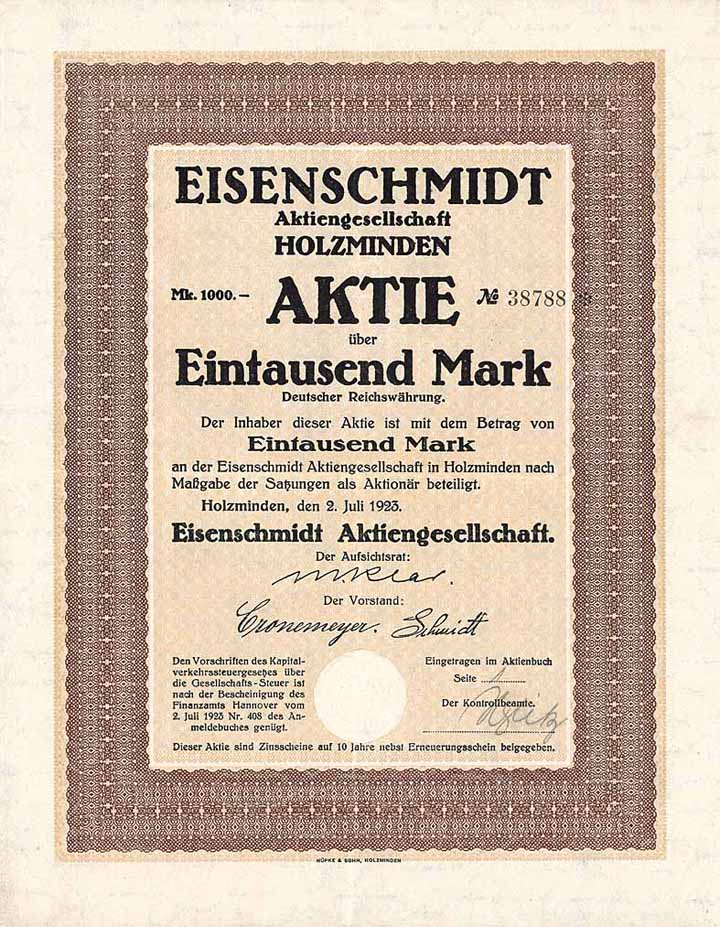 EISENSCHMIDT
Aktiengesellschaft
HOLZMINDEN
Mk. 1000.– AKTIE № 38788 *
über
Eintausend Mark
Deutscher Reichswährung.
Der Inhaber dieser Aktie ist mit dem Betrag von
Eintausend Mark
an der Eisenschmidt Aktiengesellschaft in Holzminden nach
Maßgabe der Satzungen als Aktionär beteiligt.
Holzminden, den 2. Juli 1923.
Eisenschmidt Aktiengesellschaft.
Der Aufsichtsrat:
Der Vorstand:
Cronemeyer. Schmidt
Den Vorschriften des Kapital-
verkehrssteuergesetzes über
die Gesellschafts-Steuer ist
nach der Bescheinigung des
Finanzamts Hannover vom
2. Juli 1923 Nr. 408 des An-
meldebuches genügt.
Eingetragen im Aktienbuch
Seite
Der Kontrollbeamte.
Dieser Aktie sind Zinsscheine auf 10 Jahre nebst Erneuerungsschein beigegeben.
HÜPKE & SOHN, HOLZMINDEN